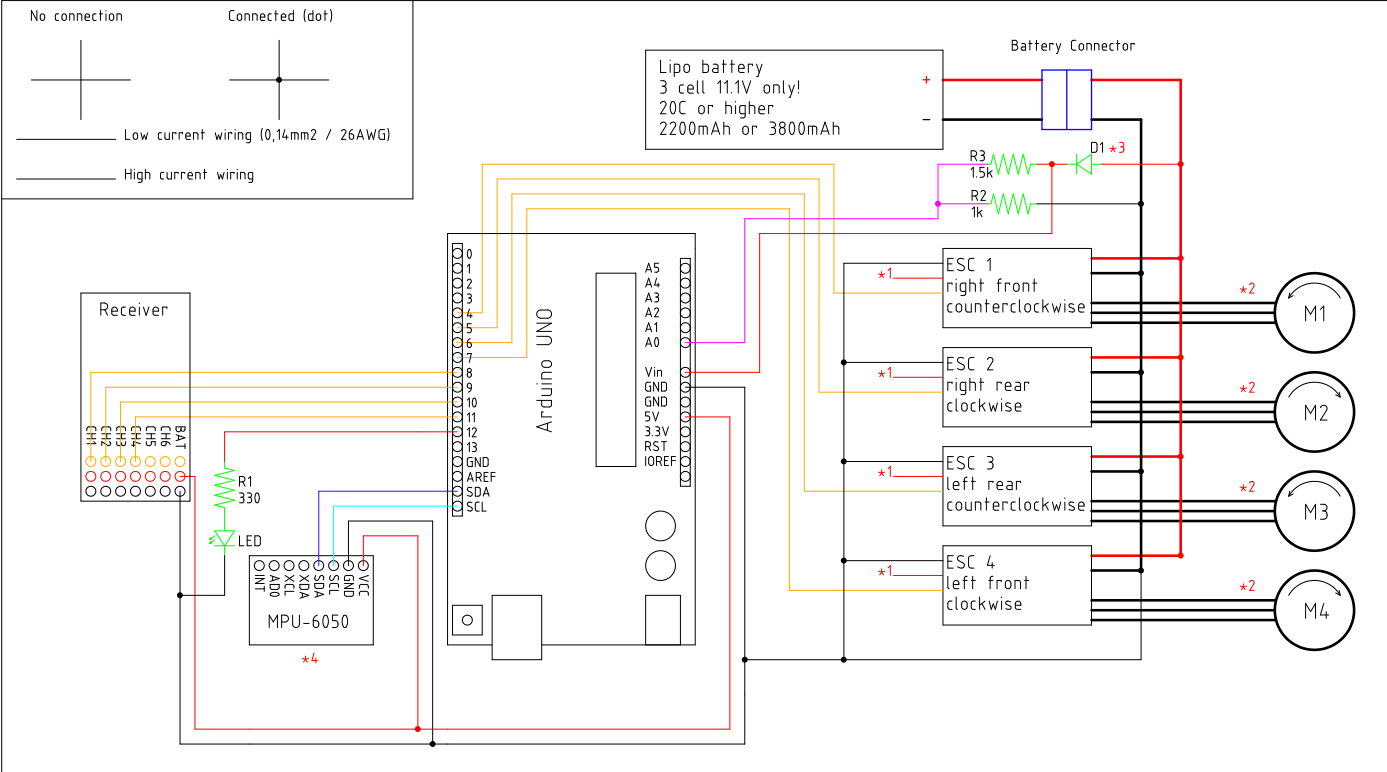 No connection
Connected (dot)
Low current wiring (0,14mm2 / 26AWG)
High current wiring
Lipo battery
3 cell 11.1V only!
20C or higher
2200mAh or 3800mAh
+
-
Battery Connector
R3
1.5k
D1 *3
R2
1k
Receiver
CH1
CH2
CH3
CH4
CH5
CH6
BAT
R1
330
LED
INT
AD0
XCL
XDA
SDA
SCL
GND
VCC
MPU-6050
*4
0
1
2
3
4
5
6
7
8
9
10
11
12
13
GND
AREF
SDA
SCL
Arduino UNO
A5
A4
A3
A2
A1
A0
Vin
GND
GND
5V
3.3V
RST
IOREF
*1
ESC 1
right front
counterclockwise
*2
M1
*1
ESC 2
right rear
clockwise
*2
M2
*1
ESC 3
left rear
counterclockwise
*2
M3
*1
ESC 4
left front
clockwise
*2
M4